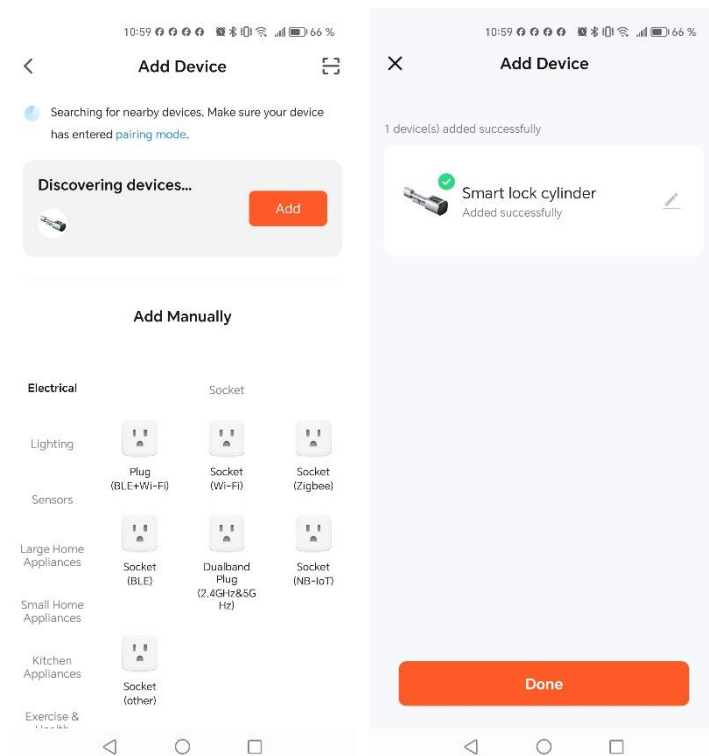 10:59 66 %
Add Device
Searching for nearby devices. Make sure your device
has entered pairing mode.
Discovering devices...
Add
Add Manually
Electrical
Socket
Lighting
Plug
(BLE+Wi-Fi)
Socket
(Wi-Fi)
Socket
(Zigbee)
Sensors
Large Home
Appliances
Socket
(BLE)
Dualband
Plug
(2.4GHz&5G
Hz)
Socket
(NB-IoT)
Small Home
Appliances
Kitchen
Appliances
Socket
(other)
Exercise &
10:59 66 %
Add Device
1 device(s) added successfully
Smart lock cylinder
Added successfully
Done